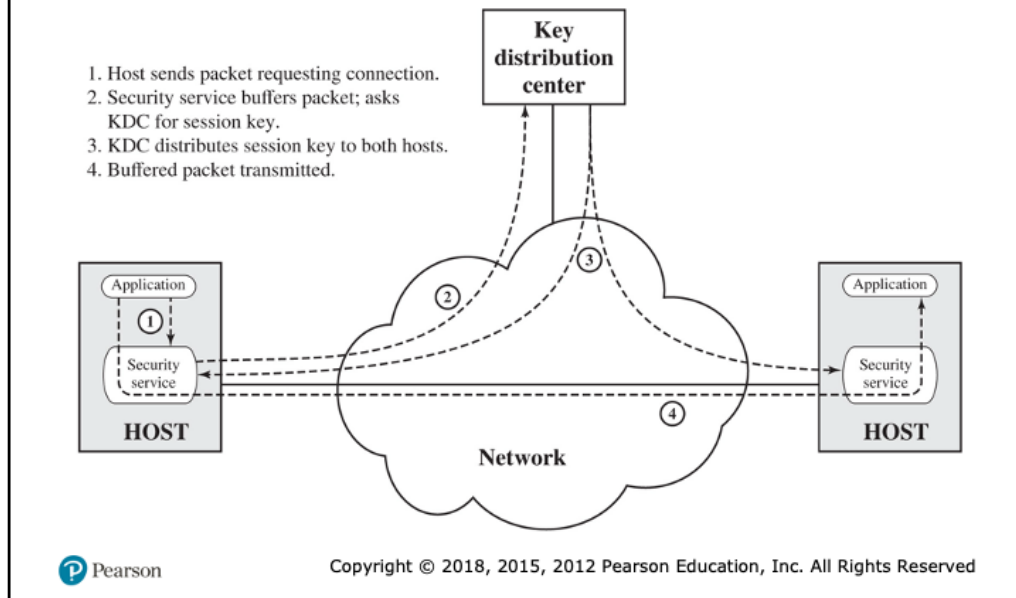 Key
distribution
center
1. Host sends packet requesting connection.
2. Security service buffers packet; asks
KDC for session key.
3. KDC distributes session key to both hosts.
4. Buffered packet transmitted.
3
2
Application
1
Security
service
HOST
Application
Security
service
HOST
4
Network
P Pearson
Copyright © 2018, 2015, 2012 Pearson Education, Inc. All Rights Reserved